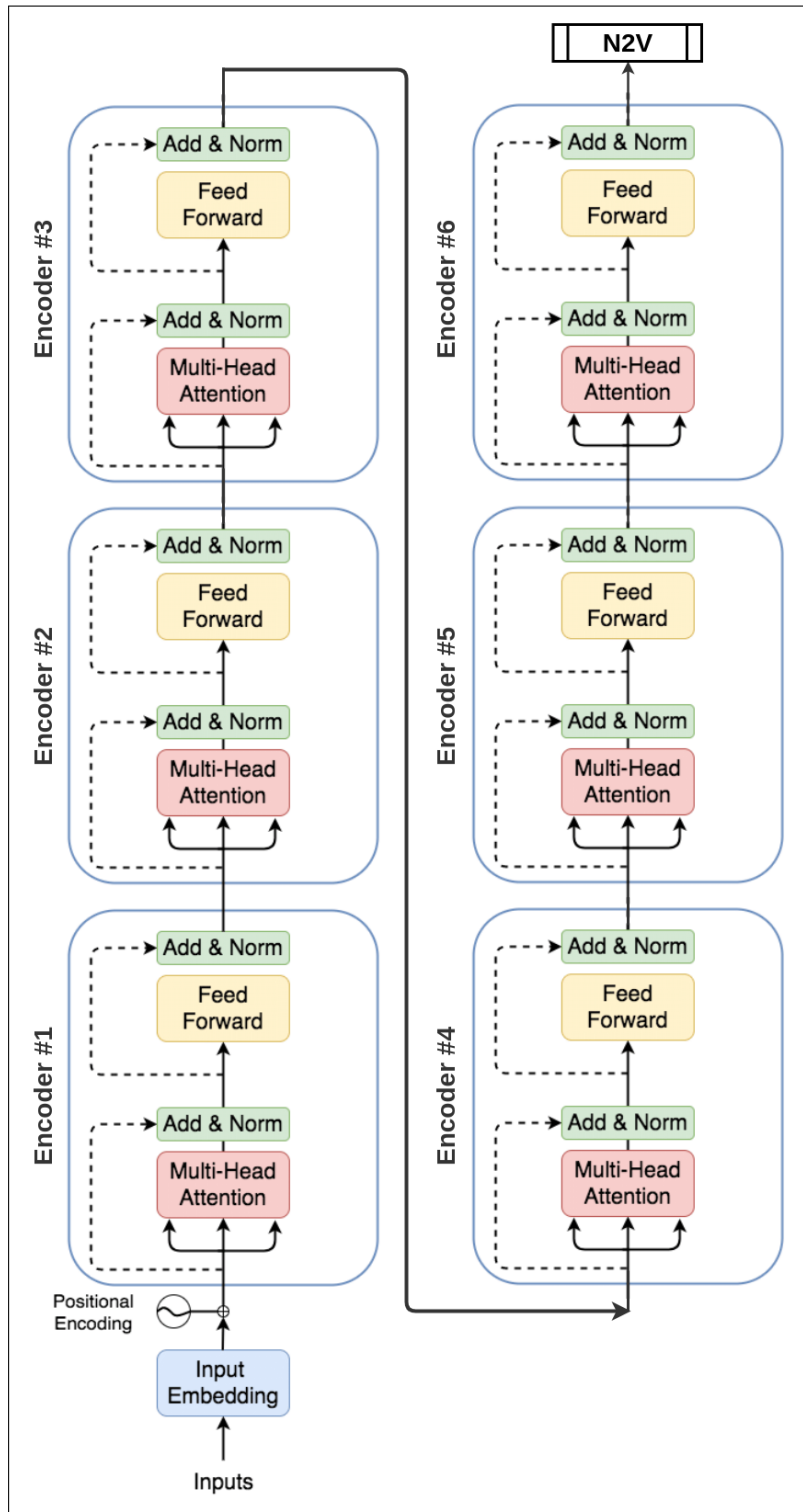 N2V
Encoder #3
Add & Norm
Feed
Forward
Add & Norm
Multi-Head
Attention
Encoder #2
Add & Norm
Feed
Forward
Add & Norm
Multi-Head
Attention
Encoder #1
Add & Norm
Feed
Forward
Add & Norm
Multi-Head
Attention
Positional
Encoding
Input
Embedding
Inputs
Encoder #6
Add & Norm
Feed
Forward
Add & Norm
Multi-Head
Attention
Encoder #5
Add & Norm
Feed
Forward
Add & Norm
Multi-Head
Attention
Encoder #4
Add & Norm
Feed
Forward
Add & Norm
Multi-Head
Attention